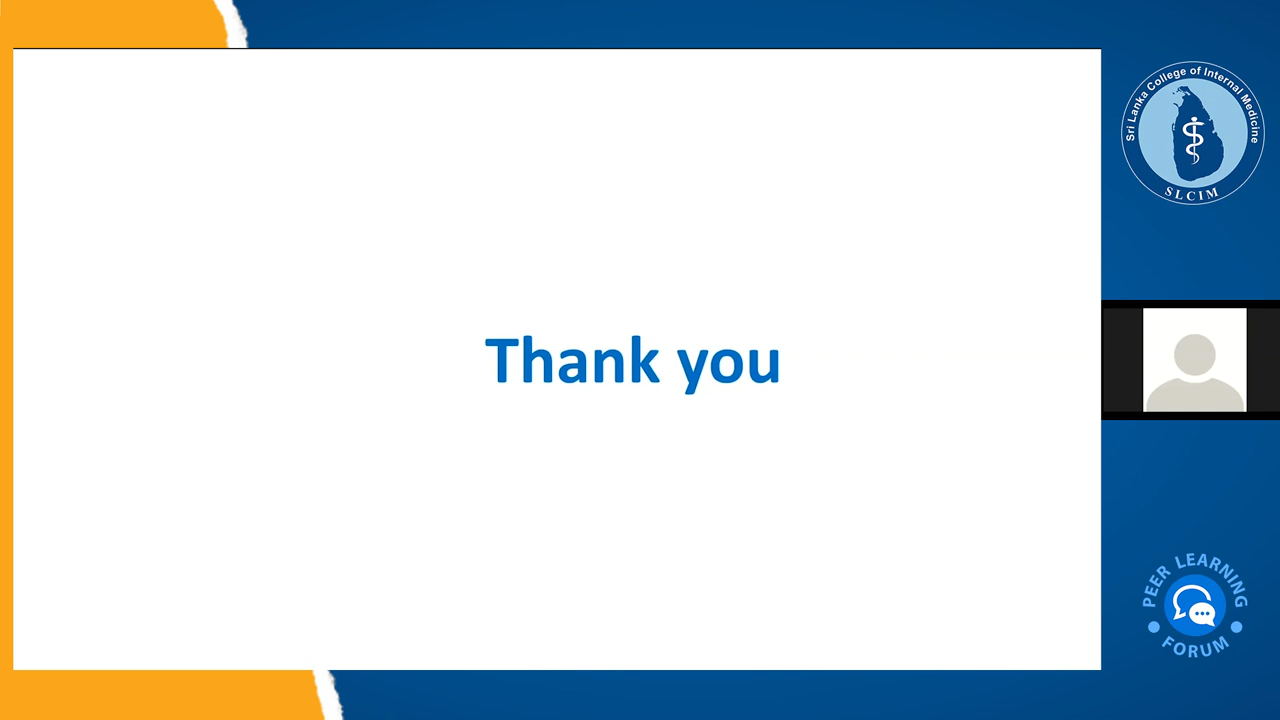 Thank you
Sri Lanka College of Internal Medicine
SLCIM
PEER LEARNING
FORUM